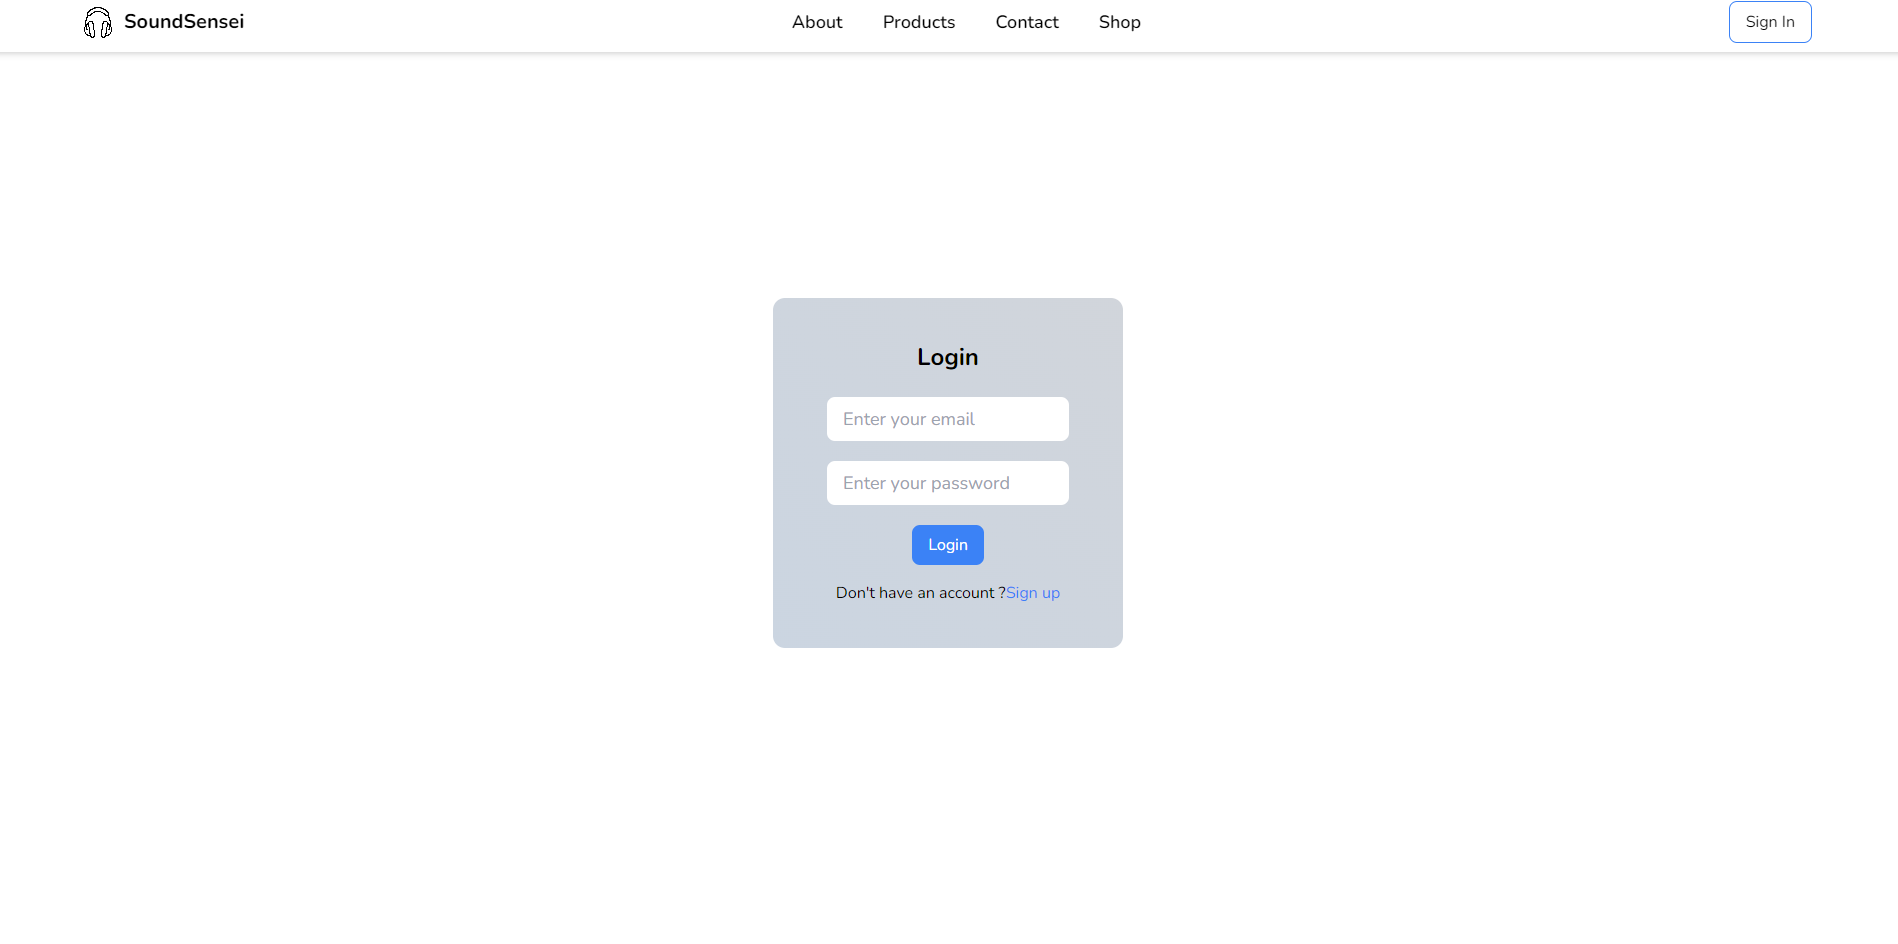 SoundSensei
About
Products
Contact
Shop
Sign In
Login
Enter your email
Enter your password
Login
Don't have an account ?Sign up